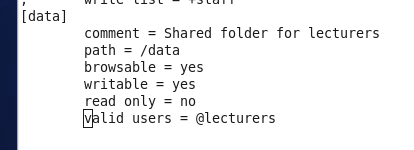 ; write list = +staff
[data]
comment = Shared folder for lecturers
path = /data
browsable = yes
writable = yes
read only = no
valid users = @lecturers